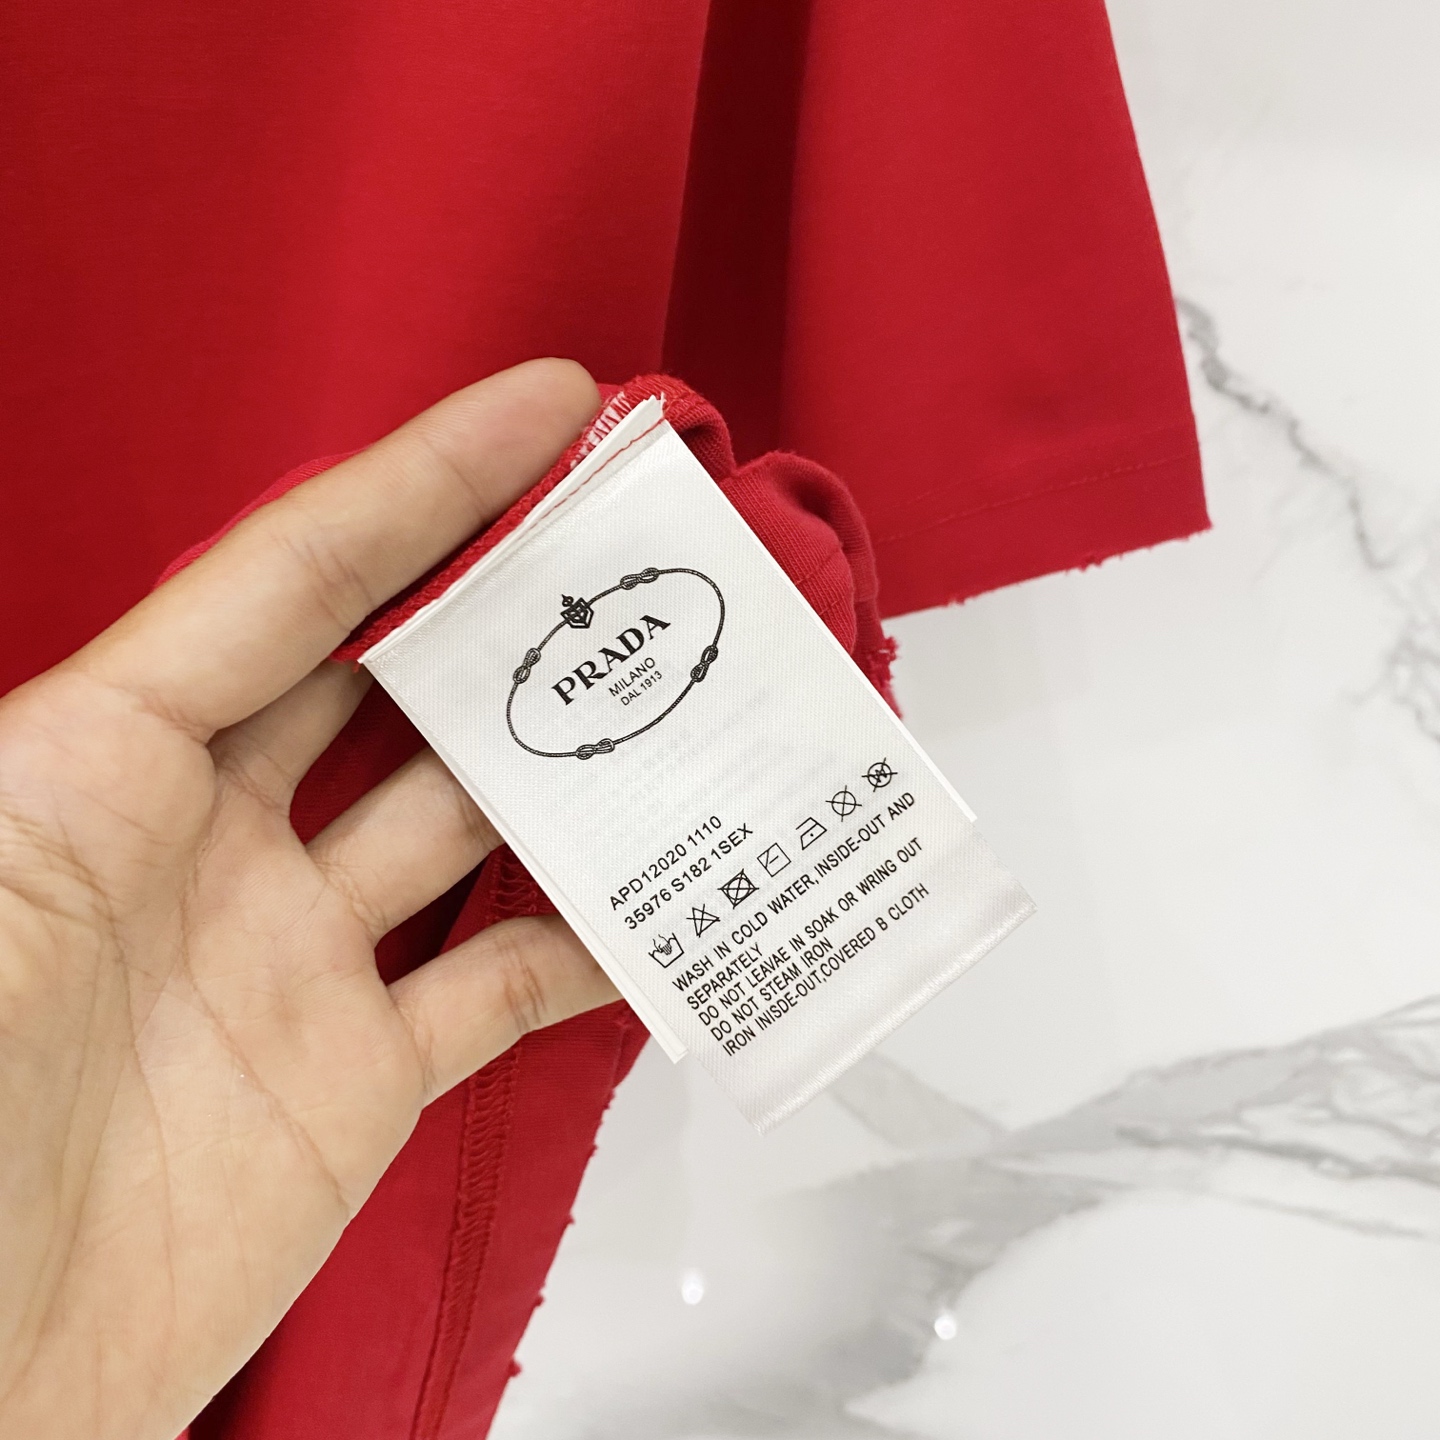 PRADA
MILANO
DAL 1913
APD12020 1110
35976 S182 1SEX
WASH IN COLD WATER, INSIDE-OUT AND
SEPARATELY
DO NOT LEAVAE IN SOAK OR WRING OUT
DO NOT STEAM IRON
IRON INISDE-OUT,COVERED B CLOTH